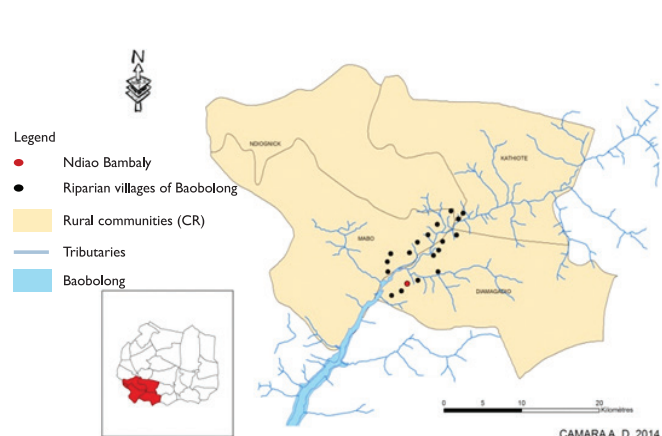 N
Legend
Ndiao Bambaly
Riparian villages of Baobolong
Rural communities (CR)
Tributaries
Baobolong
NDIOGNICK
KATHIOTE
MABO
DIAMAGADIO
0 5 10 20
Kilomètres
CAMARA A. D, 2014